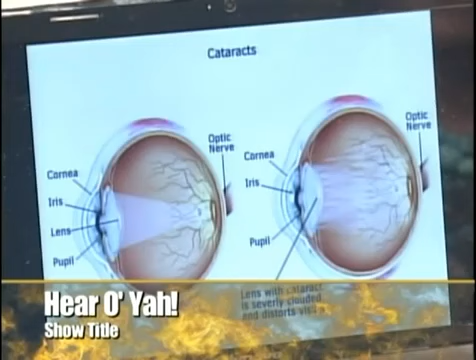 Cataracts
Optic
Nerve
Cornea
Iris
Lens
Pupil
Optic
Nerve
Cornea
Iris
Pupil
Lens with cataract
is severly clouded
and distorts
Hear O' Yah!
Show Title